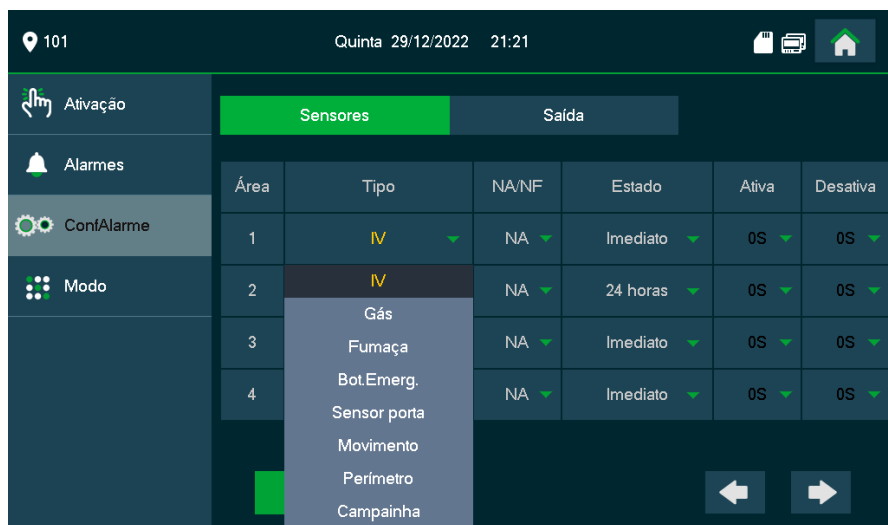 101
Quinta 29/12/2022 21:21
Ativação
Alarmes
ConfAlarme
Modo
Sensores Saída
Área Tipo NA/NF Estado Ativa Desativa
1 IV NA Imediato 0S 0S
2 NA 24 horas 0S 0S
3 NA Imediato 0S 0S
4 NA Imediato 0S 0S
IV
Gás
Fumaça
Bot.Emerg.
Sensor porta
Movimento
Perímetro
Campainha